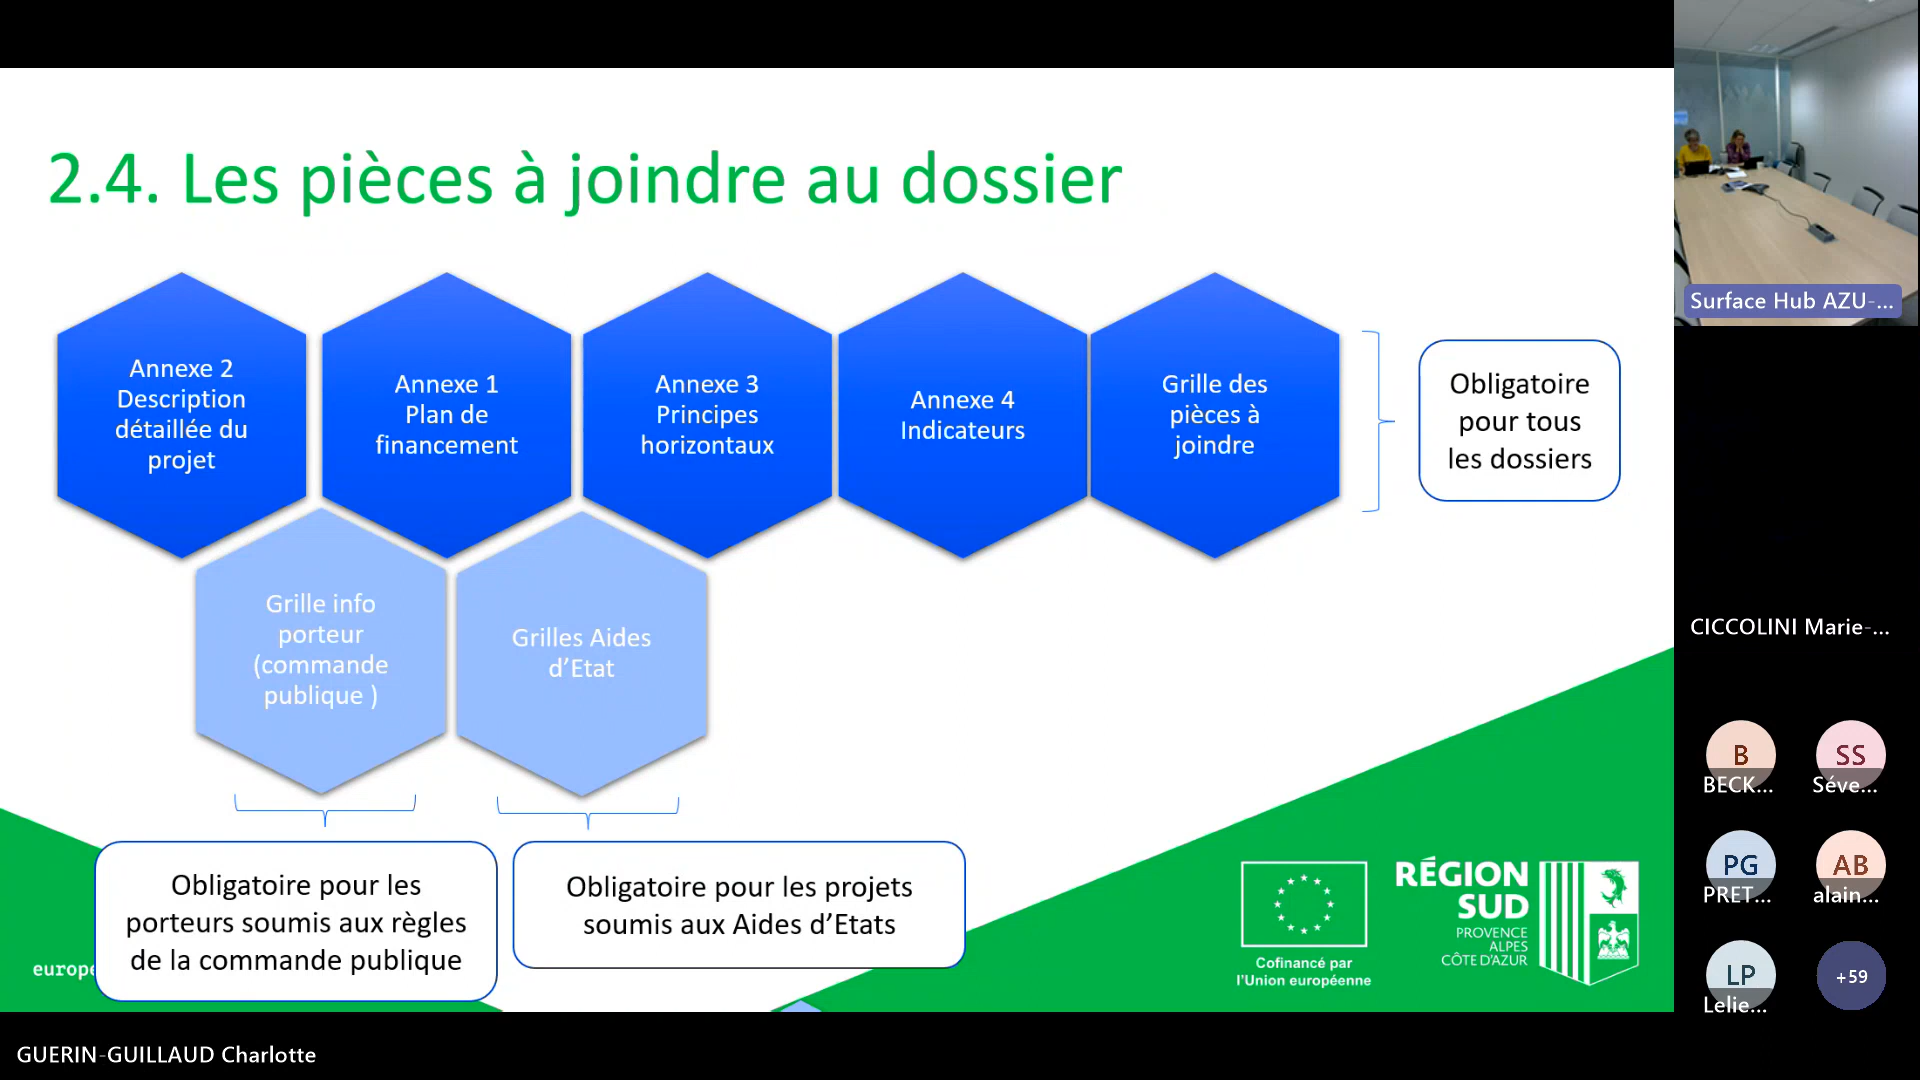 2.4. Les pièces à joindre au dossier
Annexe 2
Description
détaillée du
projet
Annexe 1
Plan de
financement
Annexe 3
Principes
horizontaux
Annexe 4
Indicateurs
Grille des
pièces à
joindre
Obligatoire
pour tous
les dossiers
Grille info
porteur
(commande
publique )
Grilles Aides
d’Etat
Obligatoire pour les
porteurs soumis aux règles
de la commande publique
Obligatoire pour les projets
soumis aux Aides d’Etats
europe
Cofinancé par
l’Union européenne
RÉGION
SUD
PROVENCE
ALPES
CÔTE D’AZUR
Surface Hub AZU-...
CICCOLINI Marie-...
B
BECK...
SS
Séve...
PG
PRET...
AB
alain...
LP
Lelie...
+59
GUERIN-GUILLAUD Charlotte